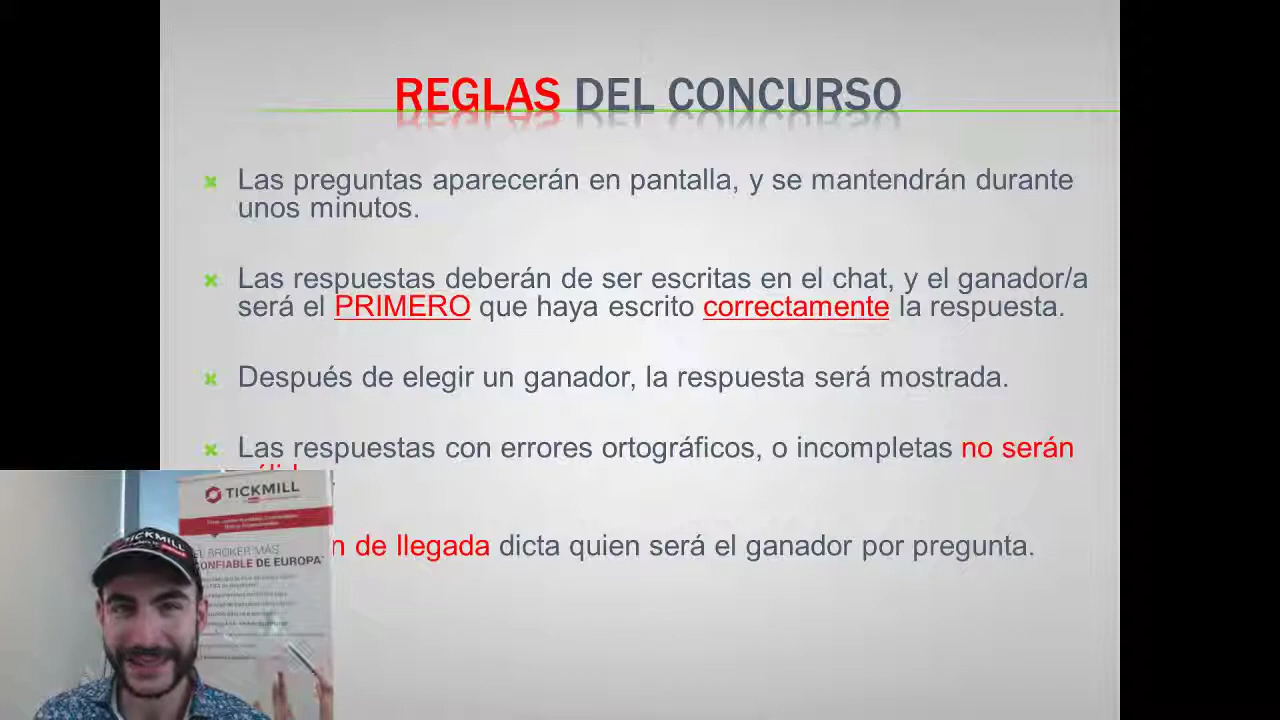 REGLAS DEL CONCURSO
Las preguntas aparecerán en pantalla, y se mantendrán durante
unos minutos.
Las respuestas deberán de ser escritas en el chat, y el ganador/a
será el PRIMERO que haya escrito correctamente la respuesta.
Después de elegir un ganador, la respuesta será mostrada.
Las respuestas con errores ortográficos, o incompletas no serán
n de llegada dicta quien será el ganador por pregunta.
TICKMILL
EL BROKER MÁS
CONFIABLE DE EUROPA
TICKMILL